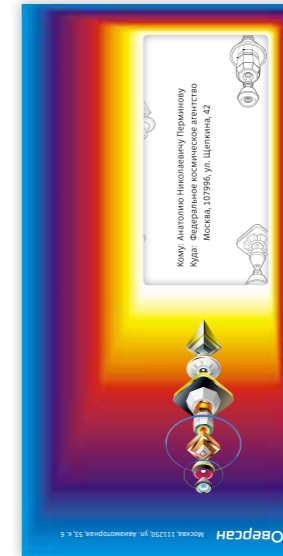 Кому: Анатолию Николаевичу Перминову
Куда: Федеральное космическое агентство
Москва, 107996, ул. Щепкина, 42
Оверсан
Москва, 111250, ул. Авиамоторная, 53, к. 6